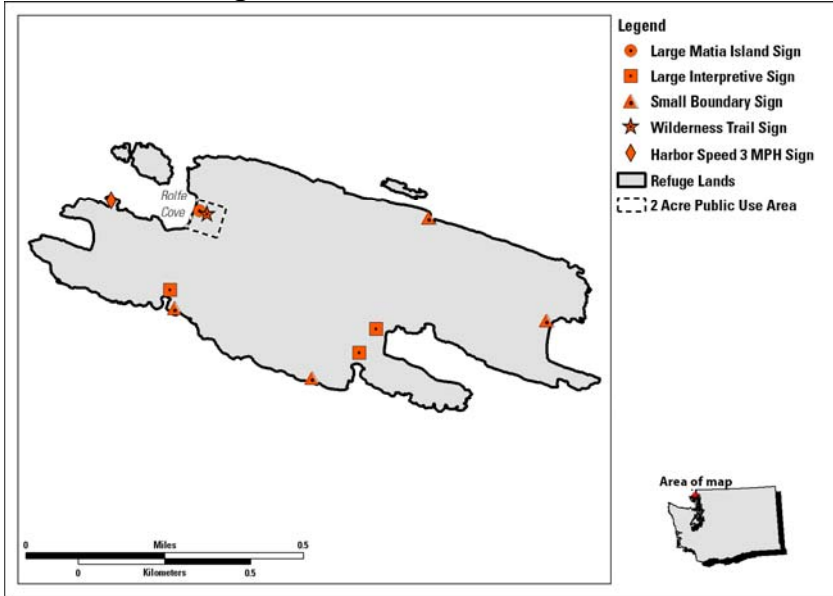 Legend
Large Matia Island Sign
Large Interpretive Sign
Small Boundary Sign
Wilderness Trail Sign
Harbor Speed 3 MPH Sign
Refuge Lands
2 Acre Public Use Area
Rolfe
Cove
Area of map
0 Miles 0.5
0 Kilometers 0.5